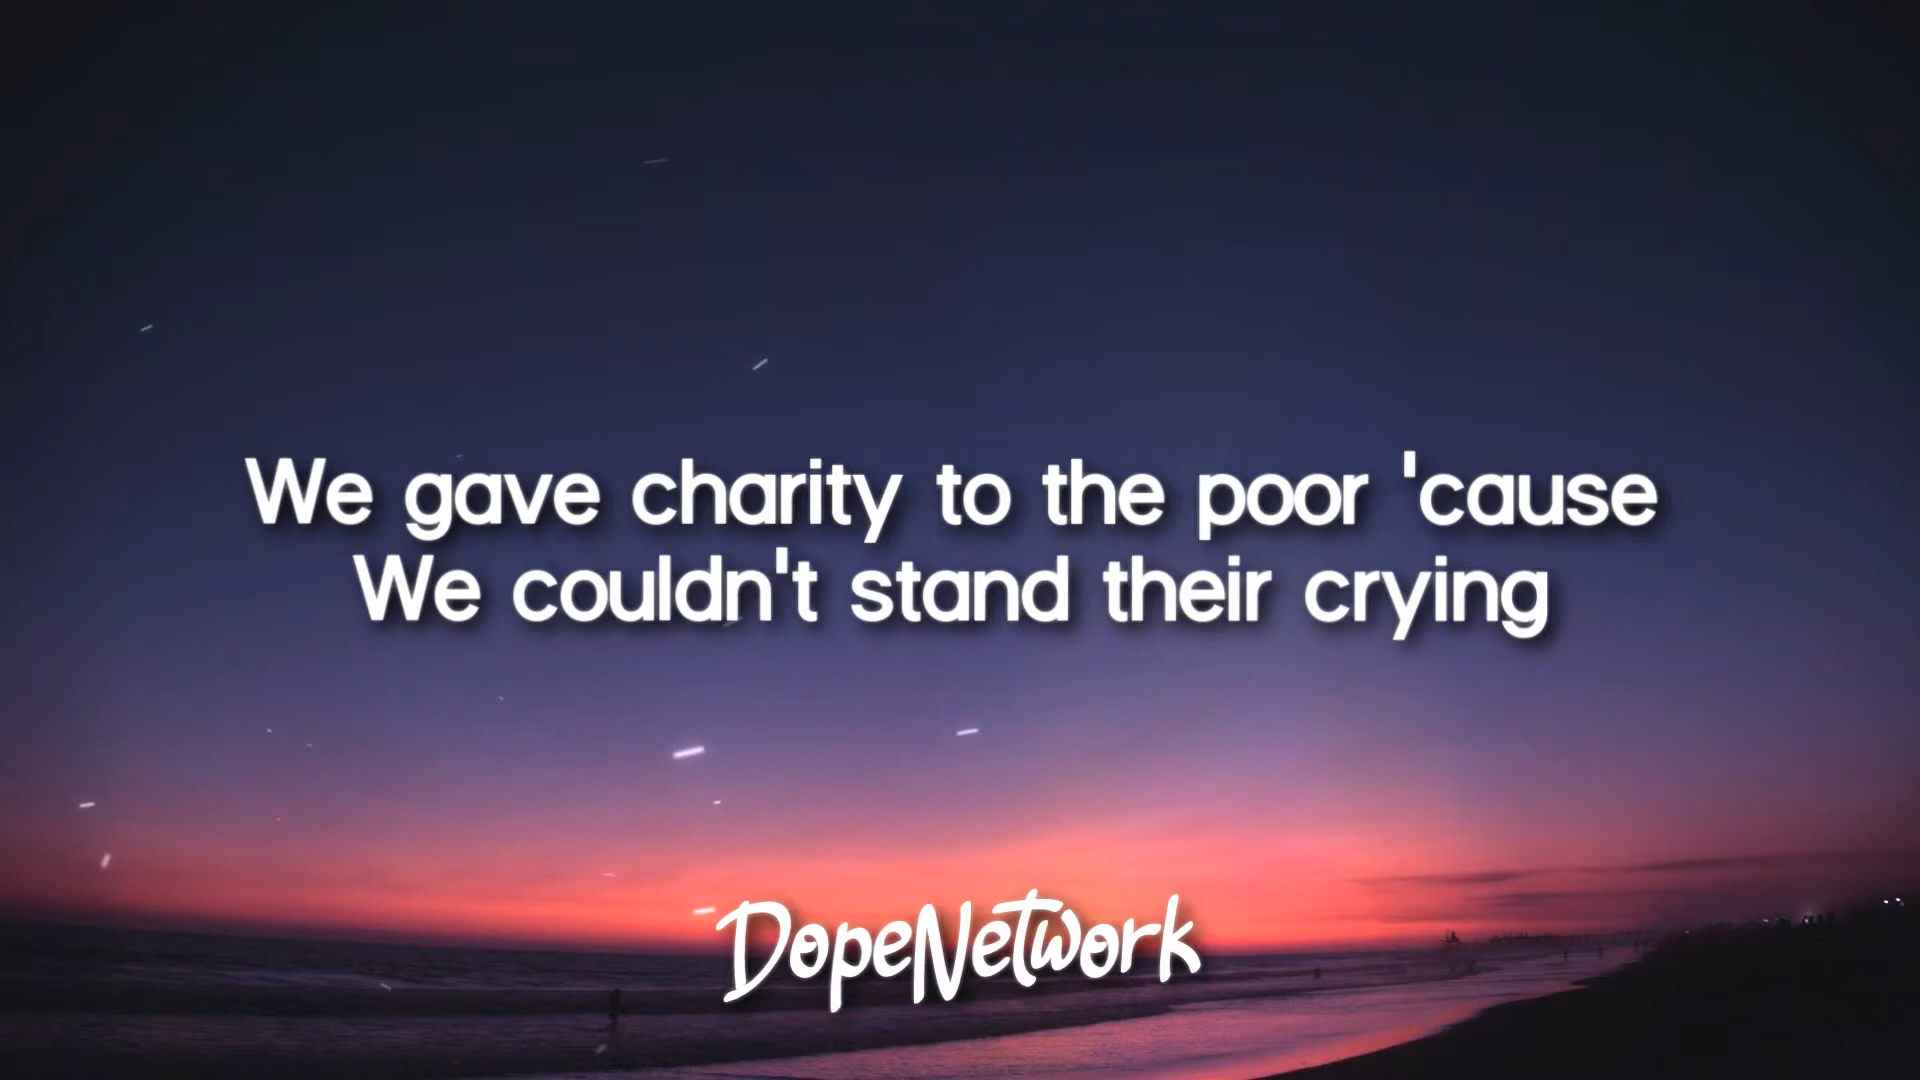 We gave charity to the poor 'cause
We couldn't stand their crying
DopeNetwork